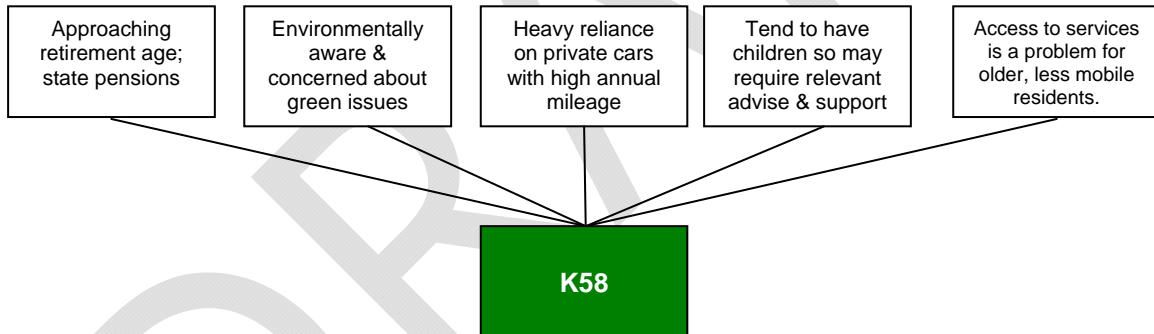 Approaching
retirement age;
state pensions
Environmentally
aware &
concerned about
green issues
Heavy reliance
on private cars
with high annual
mileage
Tend to have
children so may
require relevant
advise & support
Access to services
is a problem for
older, less mobile
residents.
K58